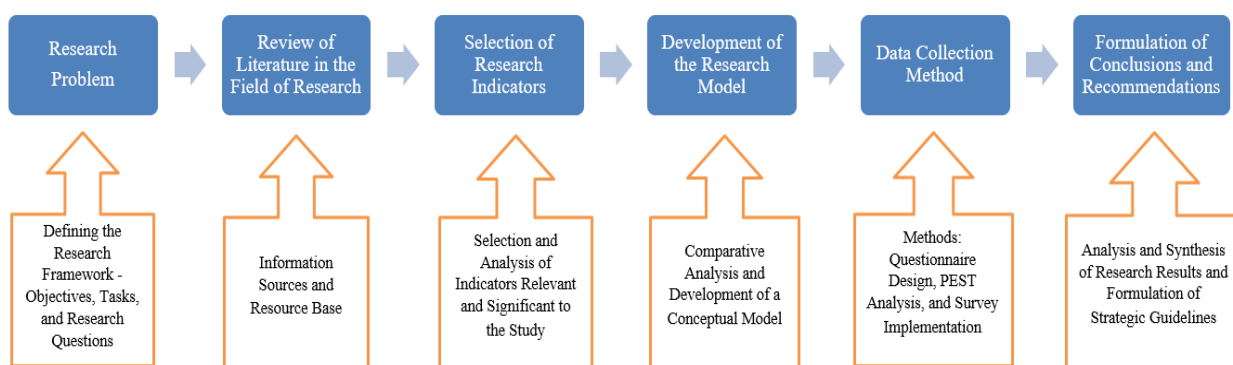 Research
Problem
Review of
Literature in the
Field of Research
Selection of
Research
Indicators
Development of
the Research
Model
Data Collection
Method
Formulation of
Conclusions and
Recommendations
Defining the
Research
Framework -
Objectives, Tasks,
and Research
Questions
Information
Sources and
Resource Base
Selection and
Analysis of
Indicators Relevant
and Significant to
the Study
Comparative
Analysis and
Development of a
Conceptual Model
Methods:
Questionnaire
Design, PEST
Analysis, and Survey
Implementation
Analysis and Synthesis
of Research Results and
Formulation of
Strategic Guidelines